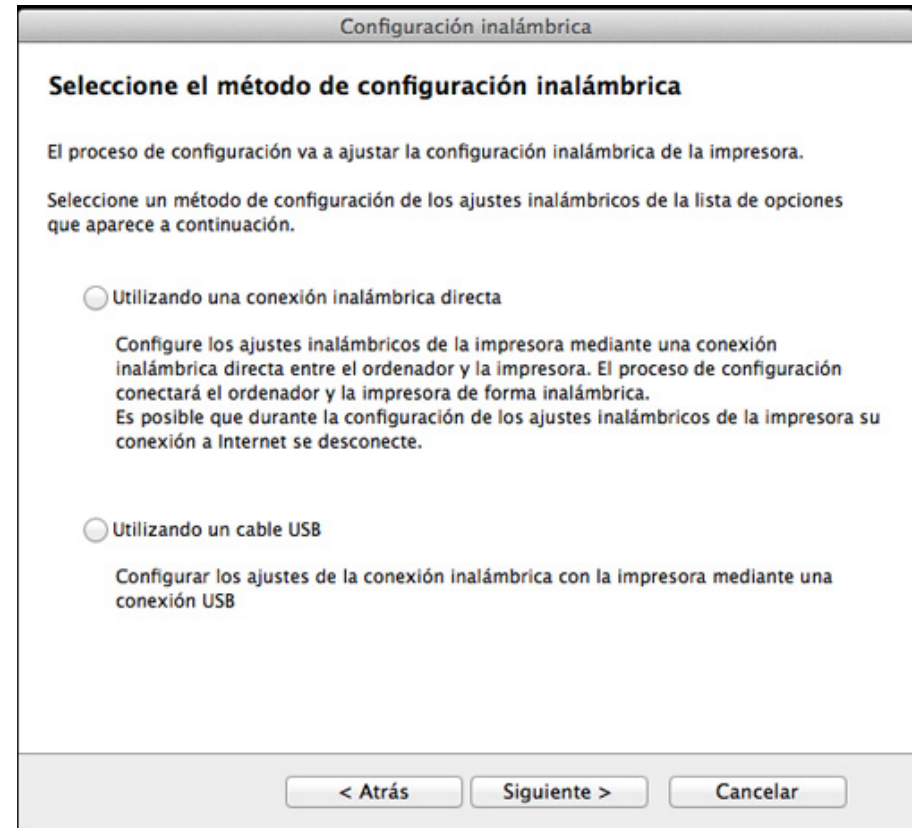 Configuración inalámbrica
Seleccione el método de configuración inalámbrica
El proceso de configuración va a ajustar la configuración inalámbrica de la impresora.
Seleccione un método de configuración de los ajustes inalámbricos de la lista de opciones
que aparece a continuación.
Utilizando una conexión inalámbrica directa
Configure los ajustes inalámbricos de la impresora mediante una conexión
inalámbrica directa entre el ordenador y la impresora. El proceso de configuración
conectará el ordenador y la impresora de forma inalámbrica.
Es posible que durante la configuración de los ajustes inalámbricos de la impresora su
conexión a Internet se desconecte.
Utilizando un cable USB
Configurar los ajustes de la conexión inalámbrica con la impresora mediante una
conexión USB
< Atrás Siguiente > Cancelar